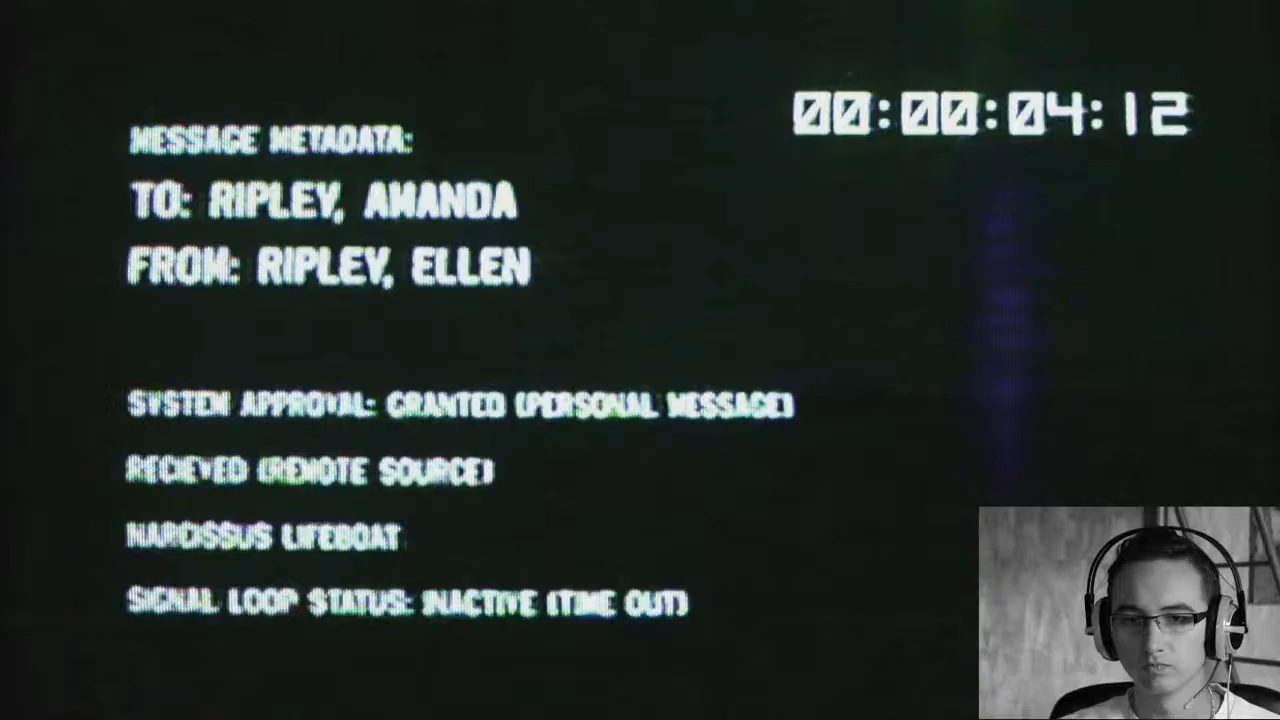 MESSAGE METADATA:
00:00:04:12
TO: RIPLEY, AMANDA
FROM: RIPLEY, ELLEN
SYSTEM APPROVAL: GRANTED (PERSONAL MESSAGE)
RECIEVED (REMOTE SOURCE)
NARCISSUS LIFEBOAT
SIGNAL LOOP STATUS: INACTIVE (TIME OUT)